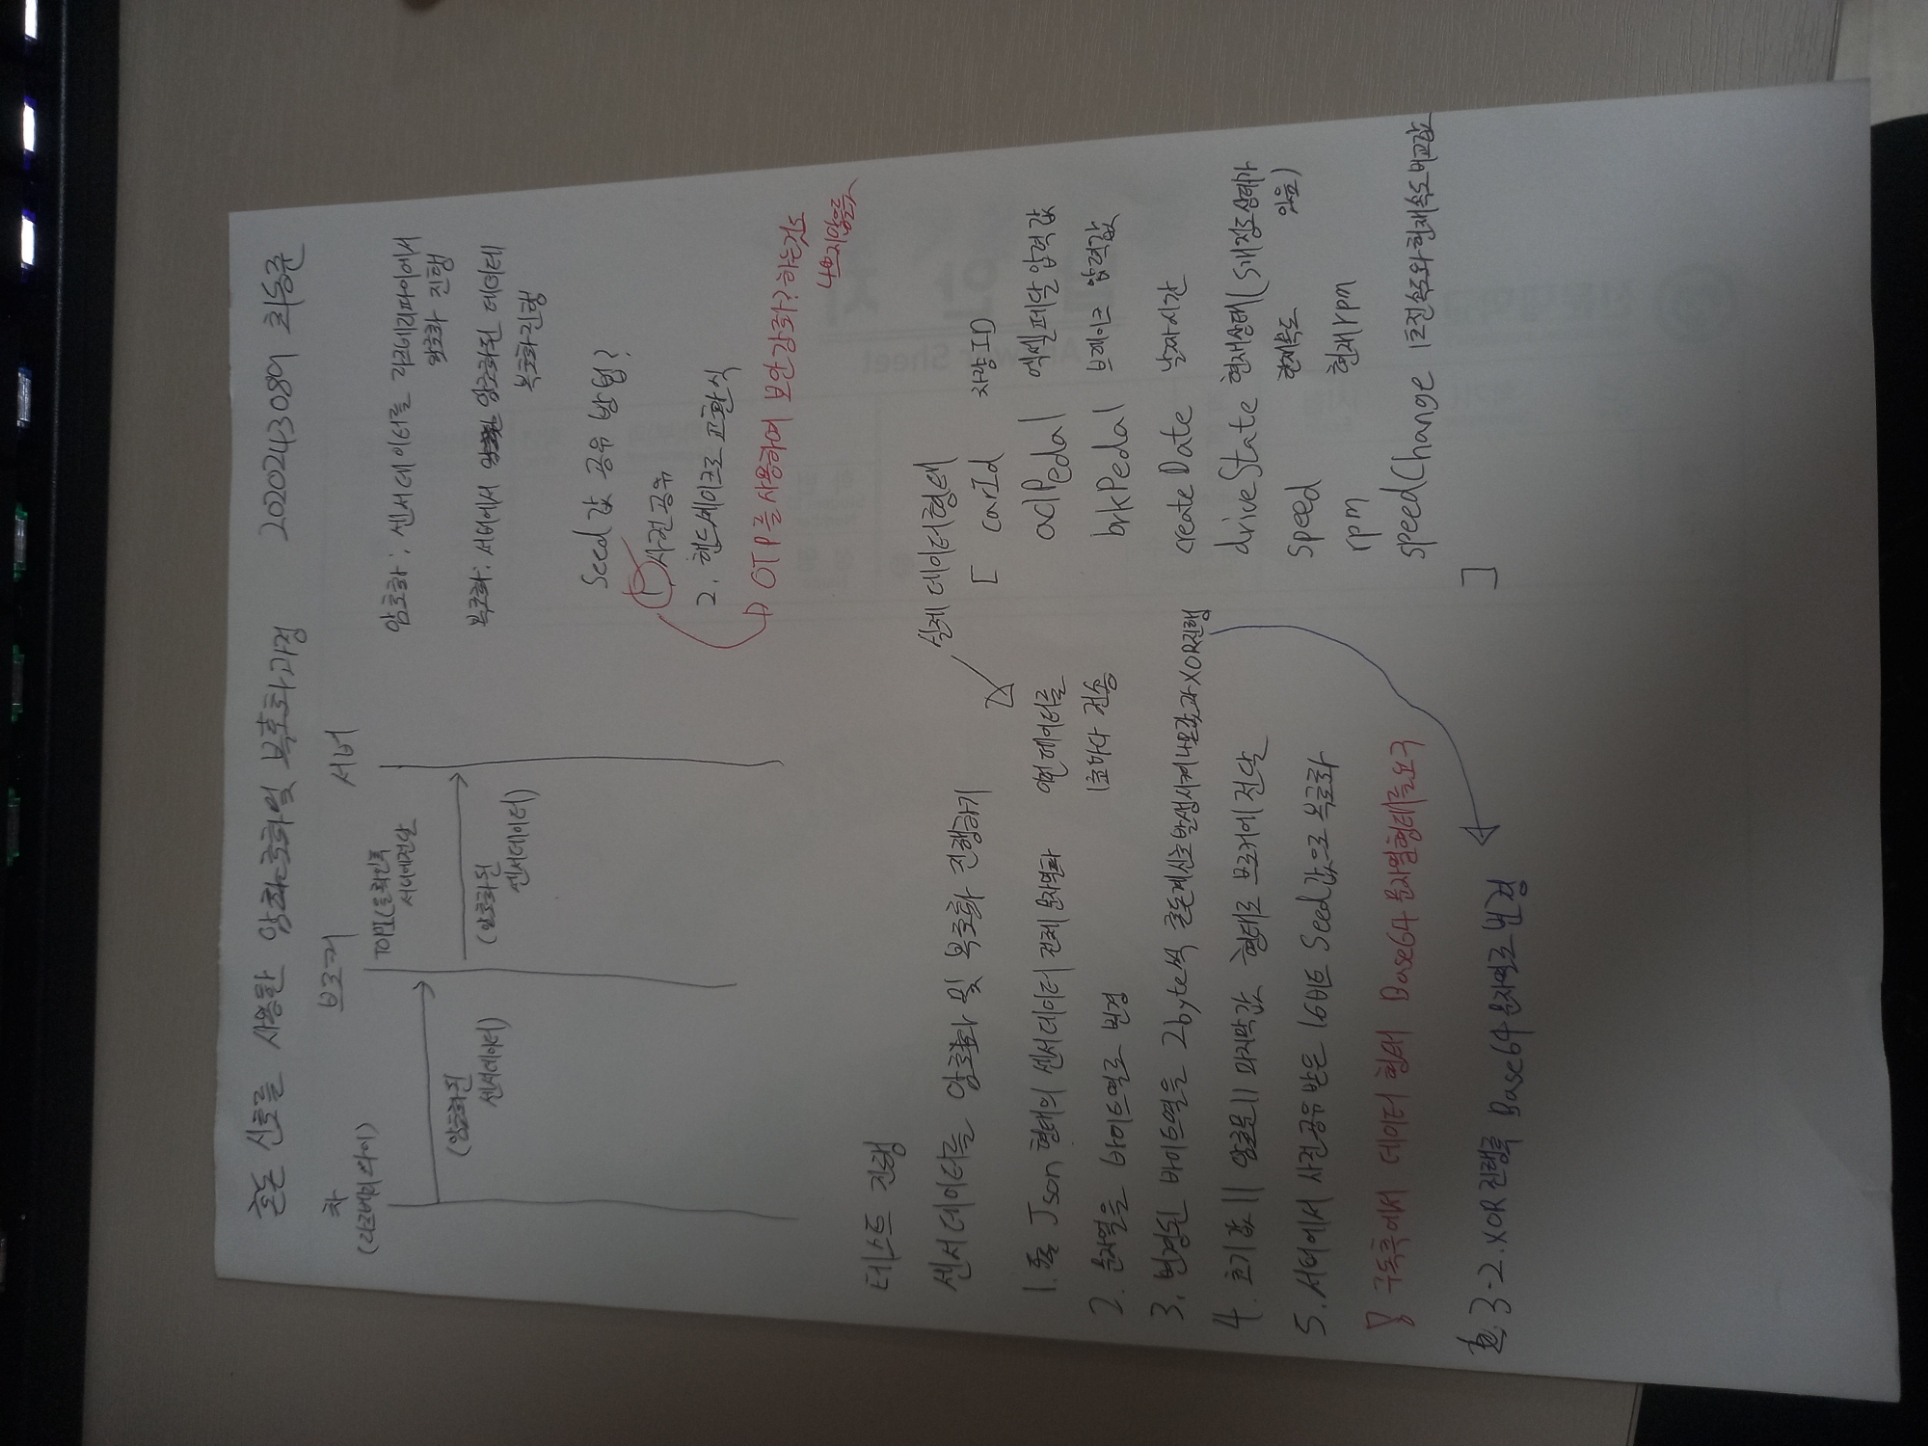 혼돈 신호를 사용한 암호화 및 복호화과정 2020243089 최동준
차
(라즈베리파이)
브로커
서버
TOPIC을 확인후
서버에전달
(암호화된
센서데이터)
(암호화된
센서데이터)
암호화 : 센서데이터를 라즈베리파이에서
암호화 진행
복호화 : 서버에서 암호화된 데이터
복호화진행
Seed 값 공유 방법?
1 사전공유
2. 핸드쉐이크로 교환식
OTP를 사용하여 보안강화? 하는것도
나쁘지않을듯
테스트 진행
센서데이터를 암호화 및 복호화 진행하기
1. Json 형태의 센서데이터 전체 문자열화
2. 문자열을 바이트열로 변경
3. 변경된 바이트열을 2byte씩 혼돈계신호발생시켜나온값과 XOR진행
4. 초기값 || 암호문 || 마지막값 형태로 브로커에 전달
5. 서버에서 사전공유 받은 16비트 Seed값으로 복호화
! 구독측에서 데이터 형태 Base64 문자열형태를요구
3-2. XOR진행후 Base64 문자열로 변경
실제 데이터형태
이런데이터를
1초마다 전송
[ carId 차량ID
aclPedal 엑셀페달 압력값
brkPedal 브레이크 압력값
createDate 날짜시간
driveState 현재상태( 5개정도상태가
있음)
speed 현재속도
rpm 현재rpm
speedChange 1초전속도와 현재속도 비교값
]